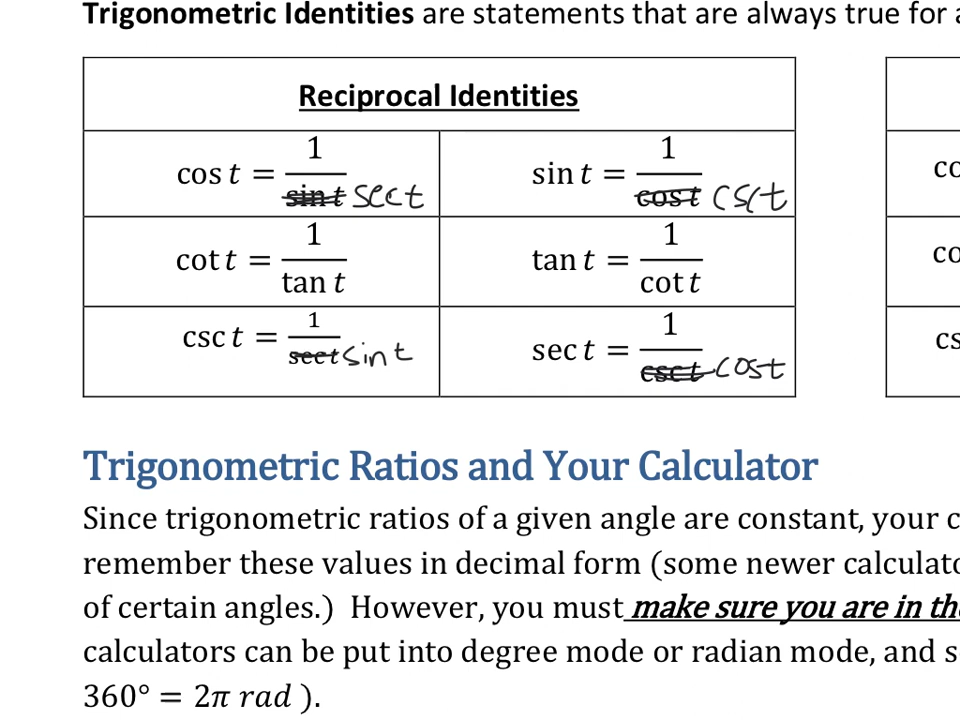 Trigonometric Identities are statements that are always true for a
Reciprocal Identities
cos t = 1/~~sin t~~ sec t
sin t = 1/~~cos t~~ csc t
cot t = 1/tan t
tan t = 1/cot t
csc t = 1/~~sec t~~ sin t
sec t = 1/~~csc t~~ cos t
co
co
cs
Trigonometric Ratios and Your Calculator
Since trigonometric ratios of a given angle are constant, your c
remember these values in decimal form (some newer calculato
of certain angles.) However, you must make sure you are in th
calculators can be put into degree mode or radian mode, and s
360° = 2π rad ).